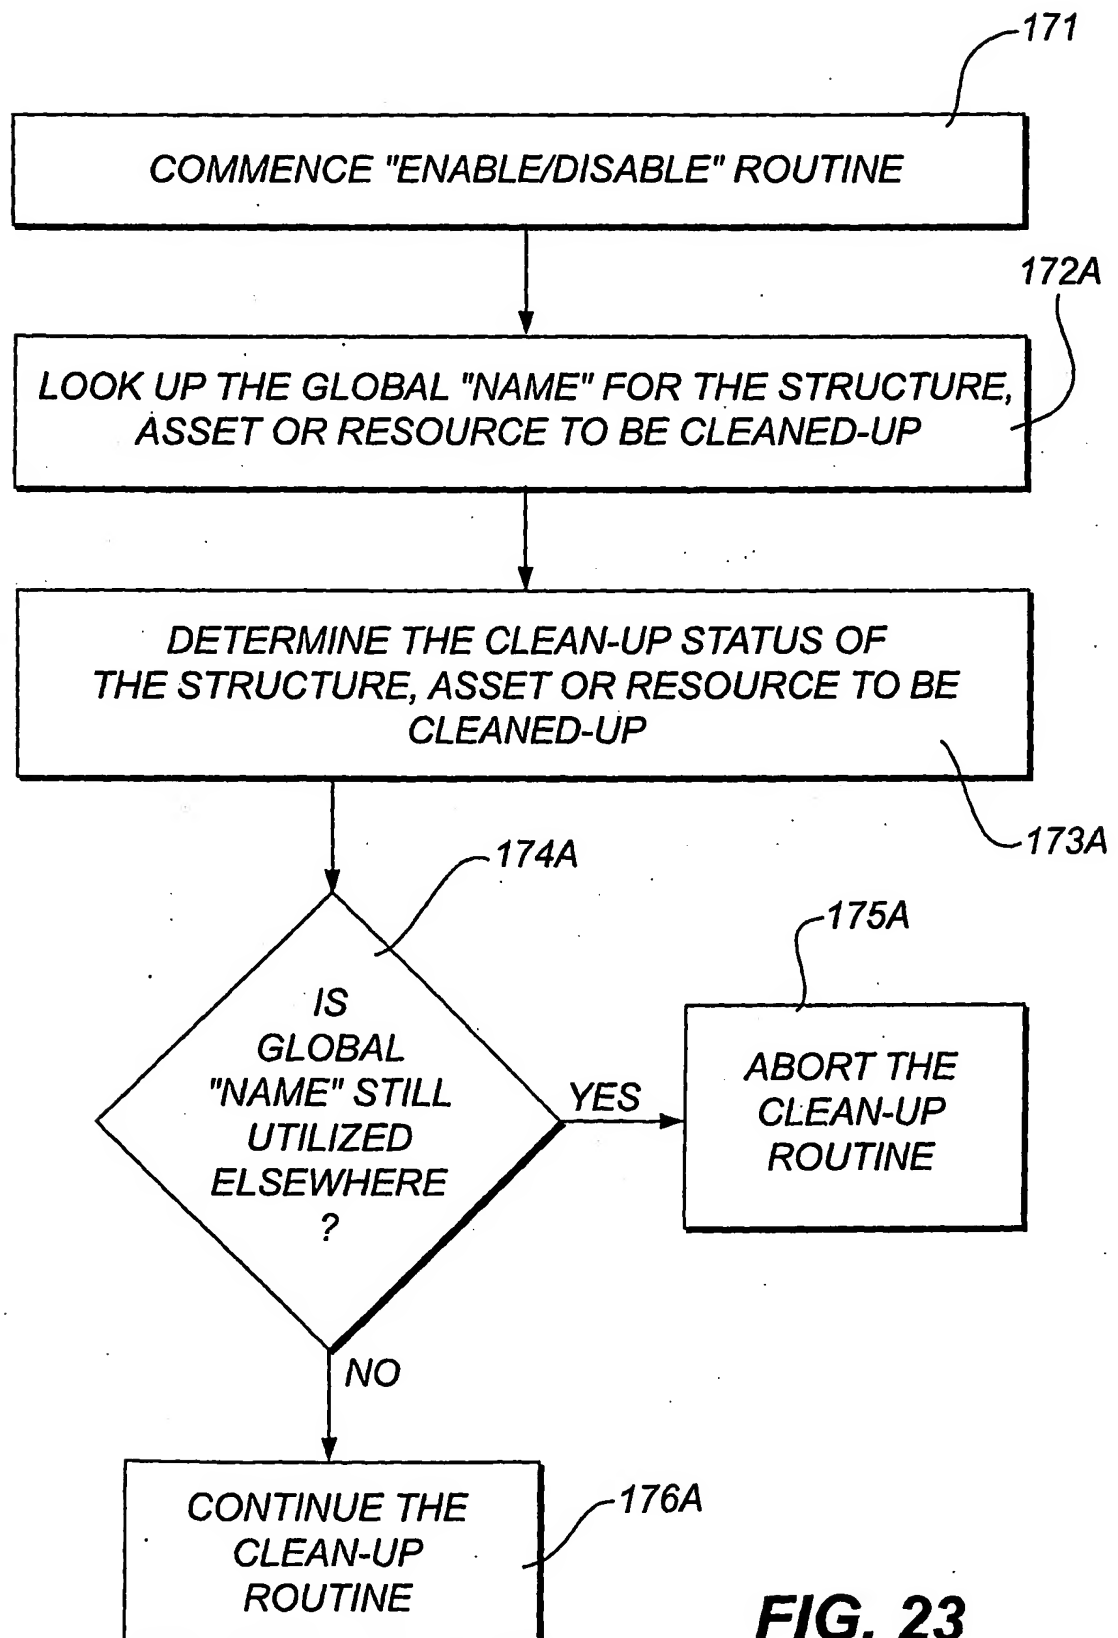 171
COMMENCE "ENABLE/DISABLE" ROUTINE
172A
LOOK UP THE GLOBAL "NAME" FOR THE STRUCTURE,
ASSET OR RESOURCE TO BE CLEANED-UP
DETERMINE THE CLEAN-UP STATUS OF
THE STRUCTURE, ASSET OR RESOURCE TO BE
CLEANED-UP
173A
174A
IS
GLOBAL
"NAME" STILL
UTILIZED
ELSEWHERE
?
YES
175A
ABORT THE
CLEAN-UP
ROUTINE
NO
CONTINUE THE
CLEAN-UP
ROUTINE
176A
FIG. 23